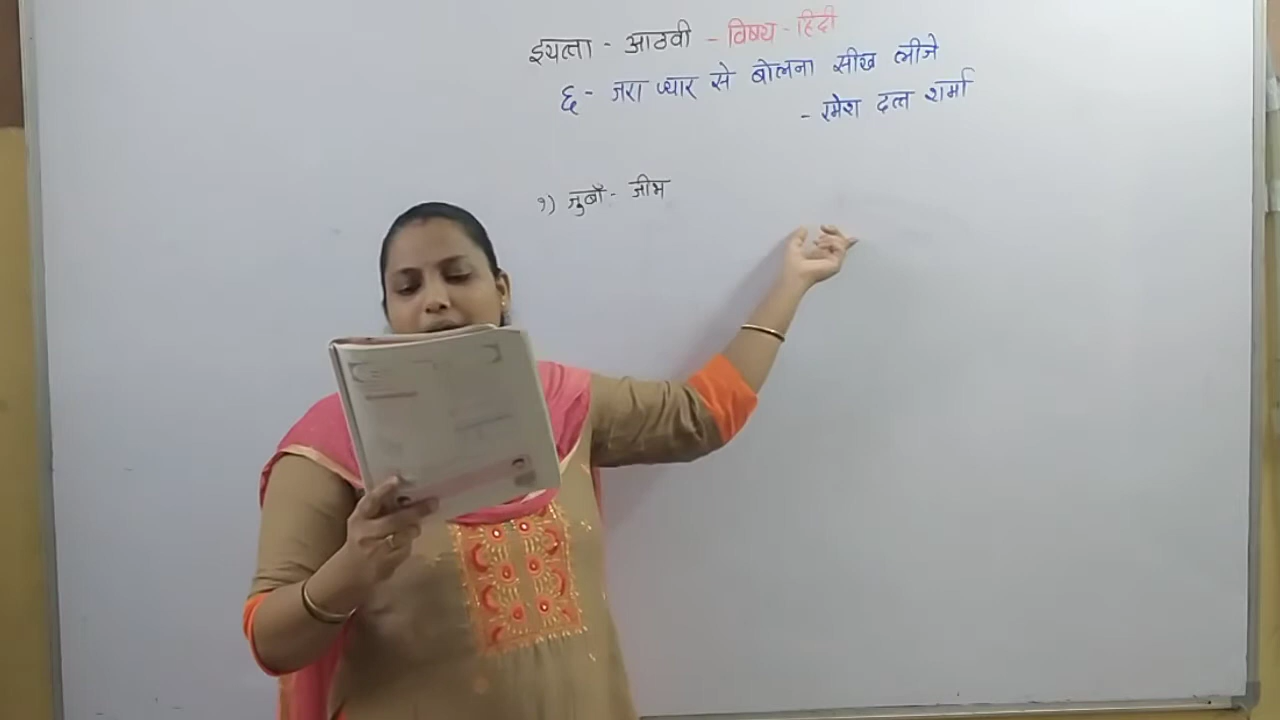 इयत्ता - आठवी - विषय - हिंदी
६ - जरा प्यार से बोलना सीख लीजे
- रमेश दत्त शर्मा
१) जुबाँ - जीभ